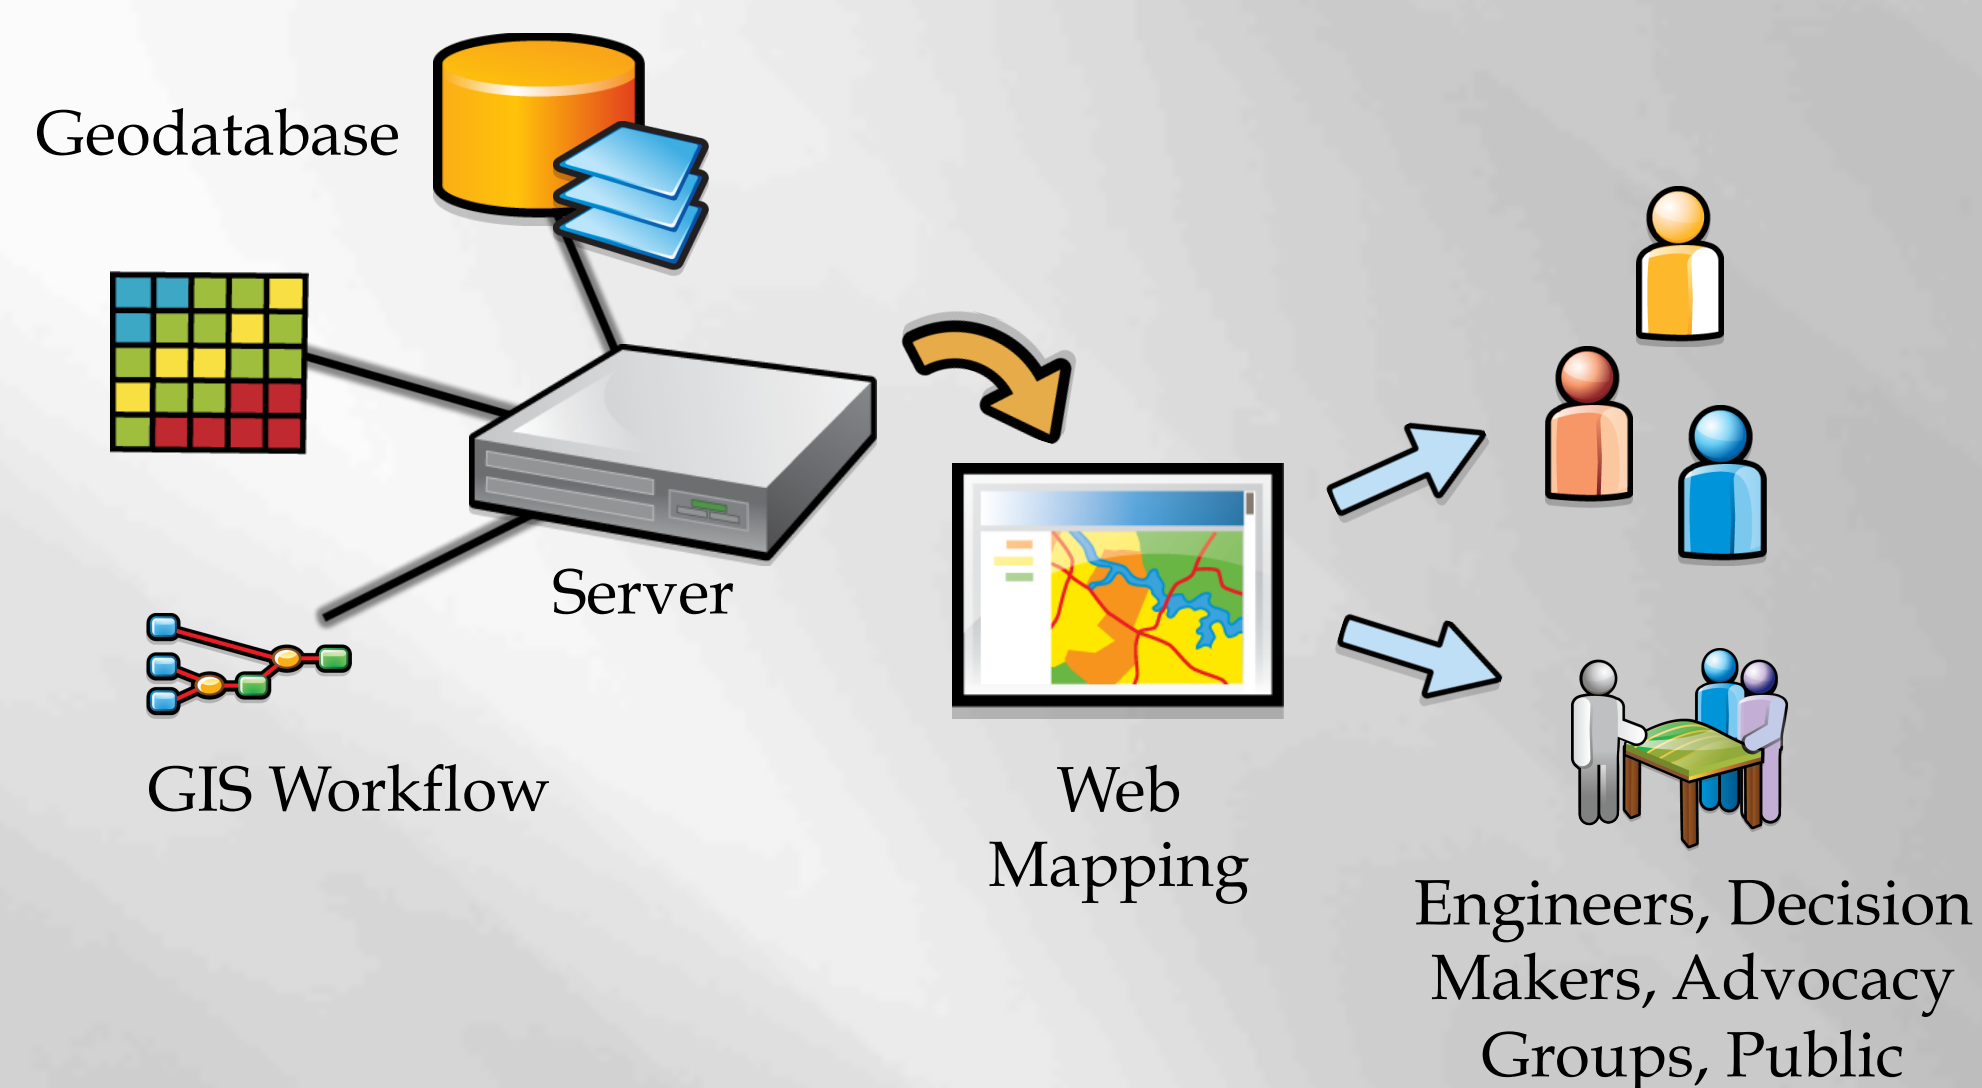 Geodatabase
Server
GIS Workflow
Web
Mapping
Engineers, Decision
Makers, Advocacy
Groups, Public